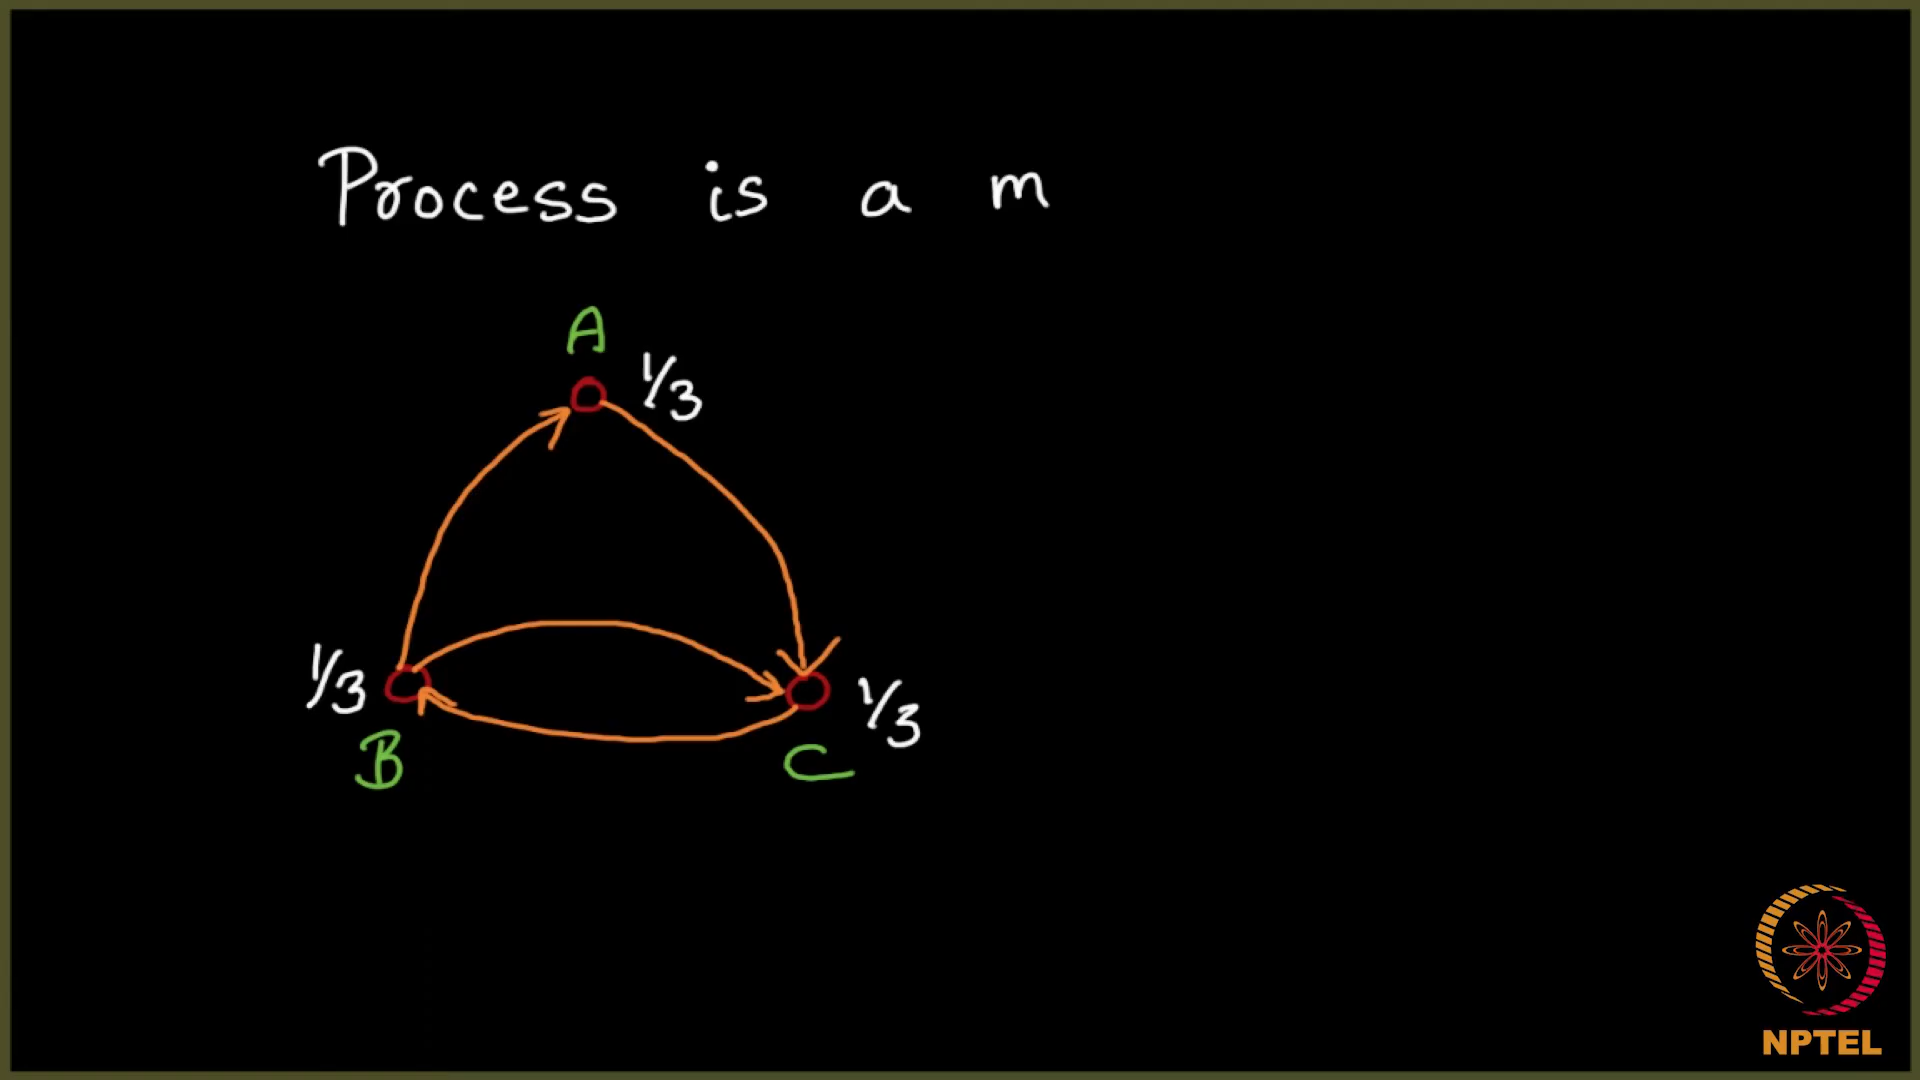 Process is a m
A
1/3
1/3
1/3
B
C
NPTEL